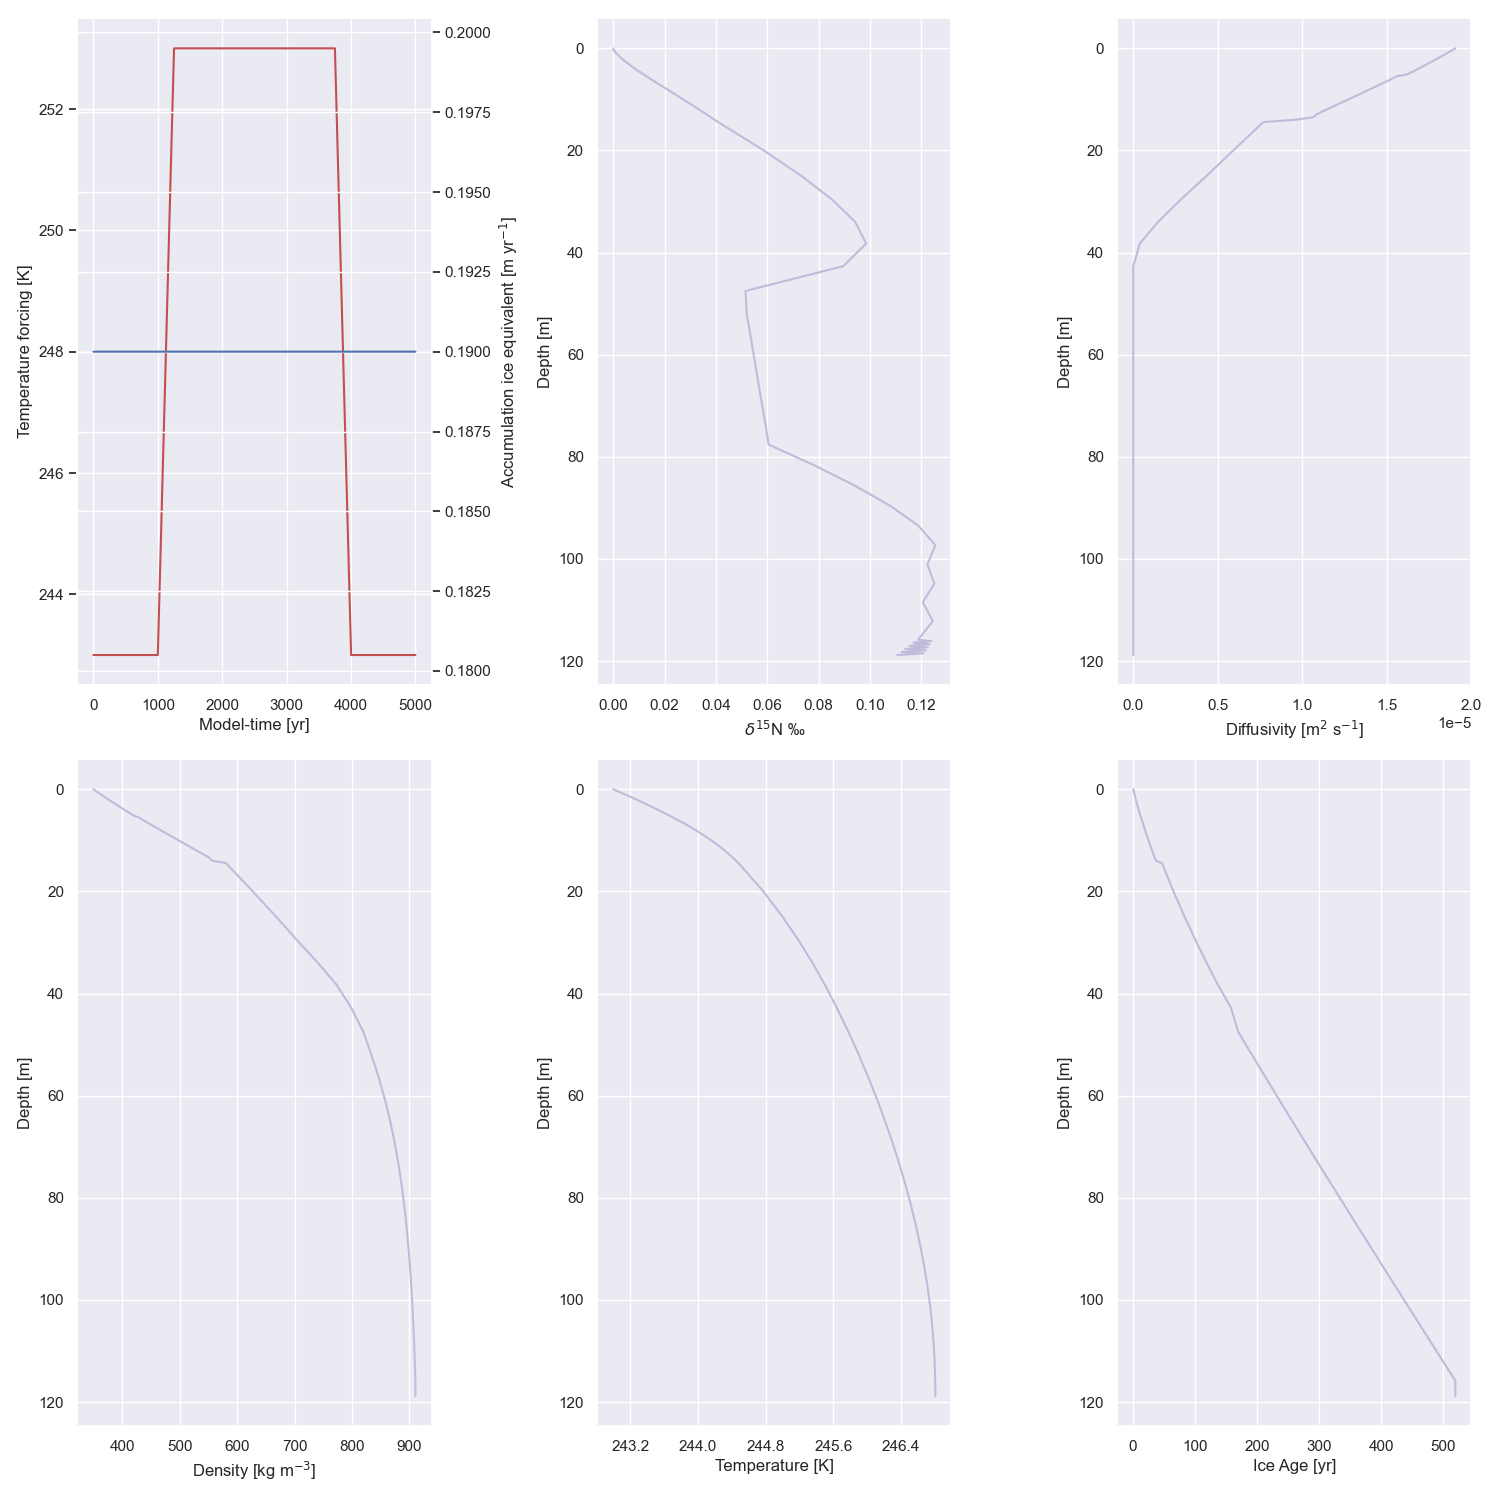 252
250
248
246
244
Temperature forcing [K]
0 1000 2000 3000 4000 5000
Model-time [yr]
0.2000
0.1975
0.1950
0.1925
0.1900
0.1875
0.1850
0.1825
0.1800
Accumulation ice equivalent [m yr⁻¹]
0
20
40
60
80
100
120
Depth [m]
0.00 0.02 0.04 0.06 0.08 0.10 0.12
δ¹⁵N ‰
0
20
40
60
80
100
120
Depth [m]
0.0 0.5 1.0 1.5 2.0
1e−5
Diffusivity [m² s⁻¹]
0
20
40
60
80
100
120
Depth [m]
400 500 600 700 800 900
Density [kg m⁻³]
0
20
40
60
80
100
120
Depth [m]
243.2 244.0 244.8 245.6 246.4
Temperature [K]
0
20
40
60
80
100
120
Depth [m]
0 100 200 300 400 500
Ice Age [yr]